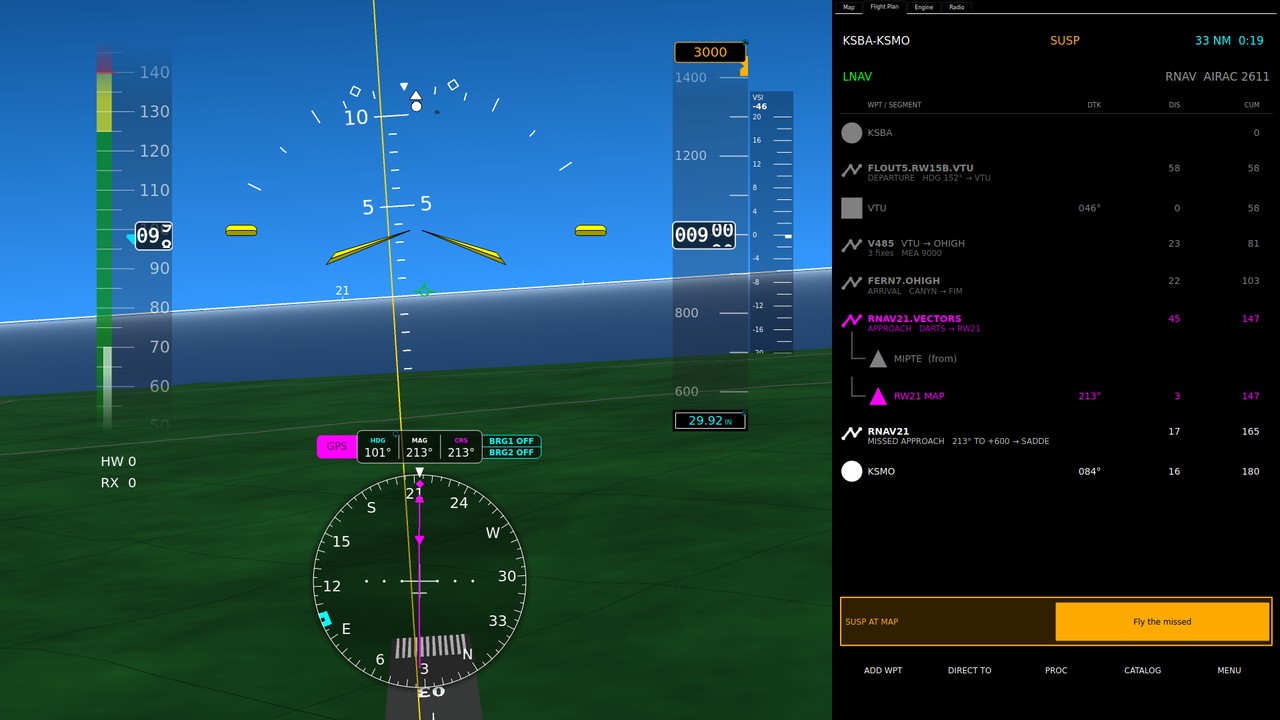 Map
Flight Plan
Engine
Radio
KSBA-KSMO
SUSP
33 NM 0:19
LNAV
RNAV AIRAC 2611
WPT / SEGMENT
DTK
DIS
CUM
KSBA
0
FLOUT5.RW15B.VTU
58
58
DEPARTURE HDG 152° → VTU
VTU
046°
0
58
V485 VTU → OHIGH
23
81
3 fixes MEA 9000
FERN7.OHIGH
22
103
ARRIVAL CANYN → FIM
RNAV21.VECTORS
45
147
APPROACH DARTS → RW21
MIPTE (from)
RW21 MAP
213°
3
147
RNAV21
17
165
MISSED APPROACH 213° TO +600 → SADDE
KSMO
084°
16
180
SUSP AT MAP
Fly the missed
ADD WPT
DIRECT TO
PROC
CATALOG
MENU
140
130
120
110
09
90
80
70
60
50
HW 0
RX 0
10
5
5
21
3000
1400
1200
009 00
800
600
29.92 IN
VSI
-46
20
16
12
8
4
0
-4
-8
-12
-16
-20
GPS
HDG
101°
MAG
213°
CRS
213°
BRG1 OFF
BRG2 OFF
21
24
W
30
33
N
3
6
E
12
15
S
03
L